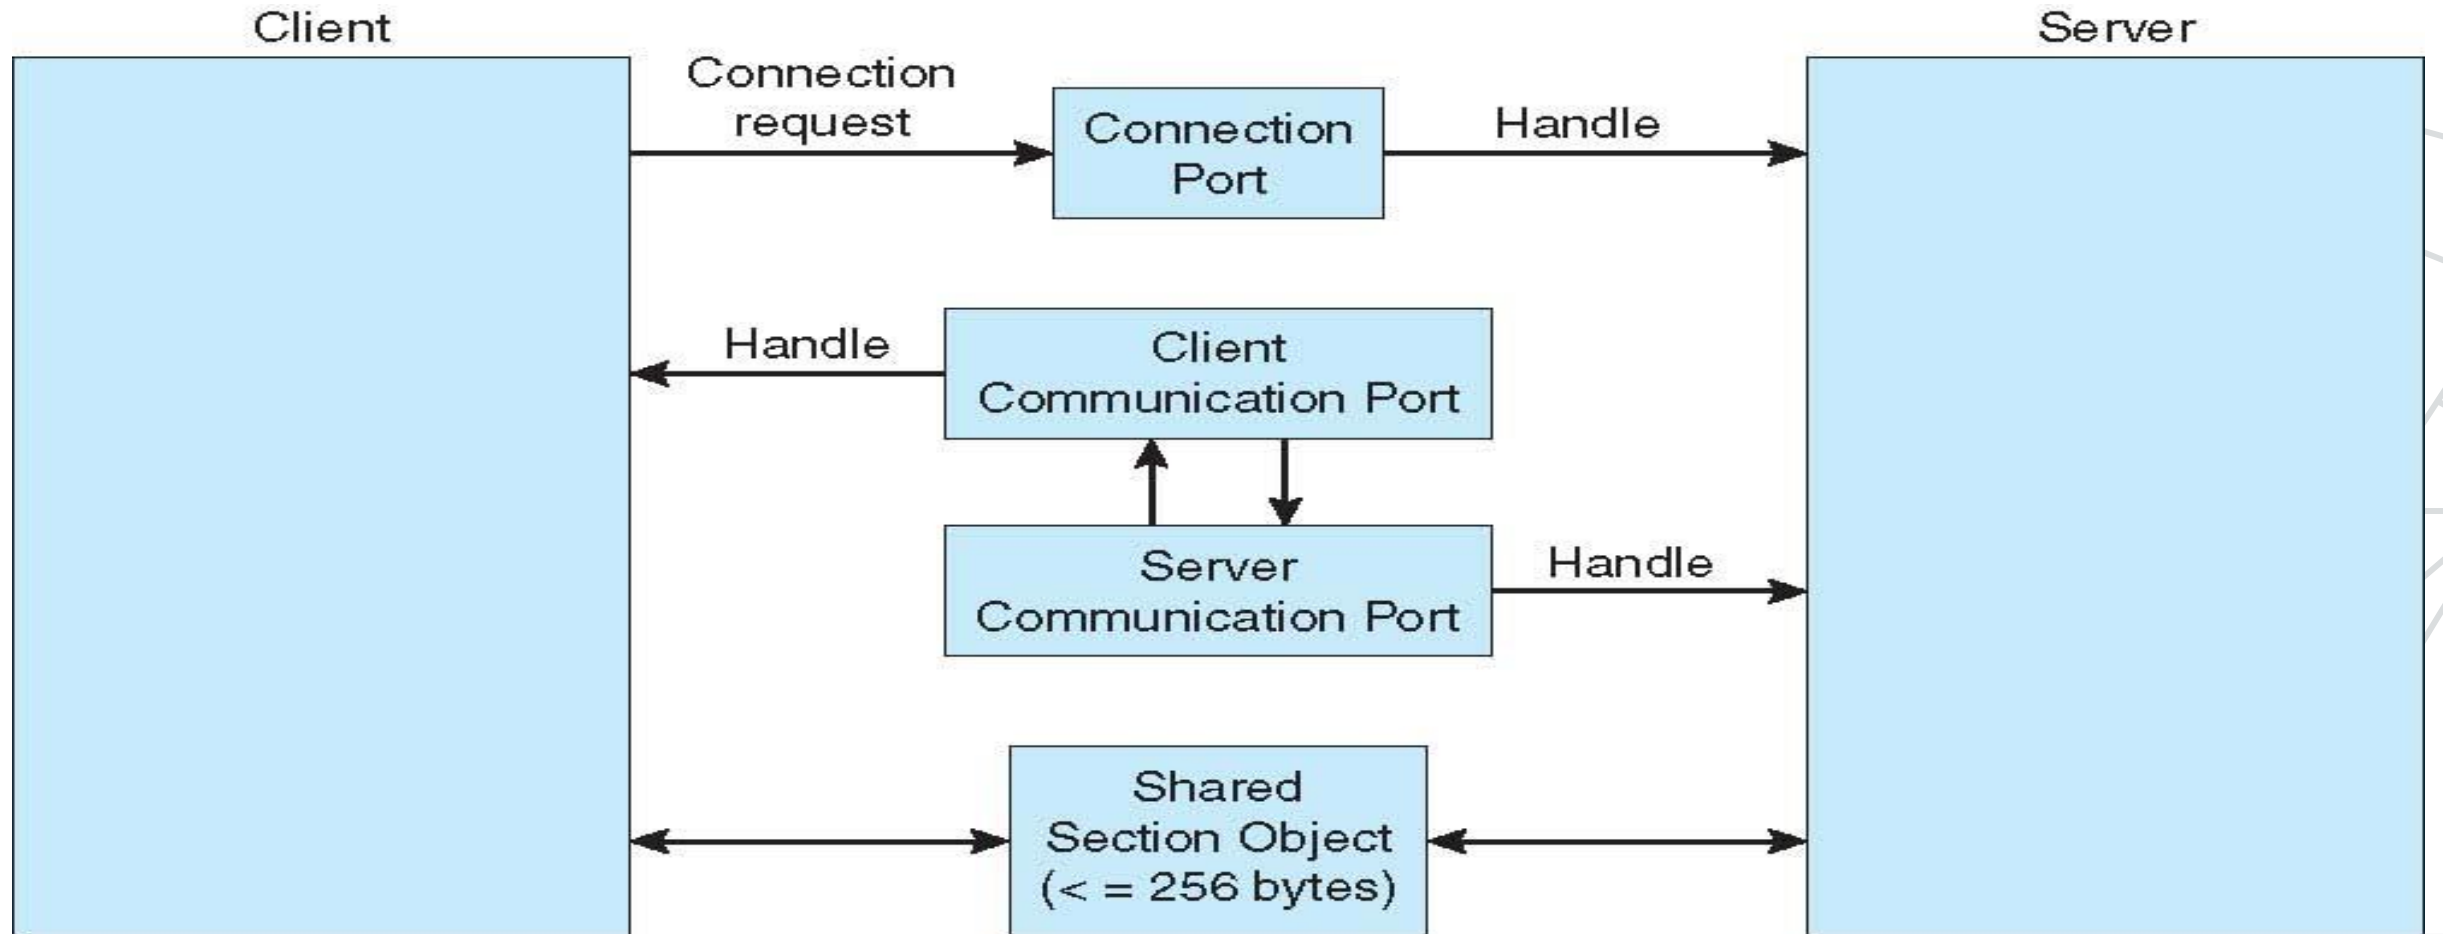 Client
Server
Connection
request
Connection
Port
Handle
Handle
Client
Communication Port
Server
Communication Port
Handle
Shared
Section Object
(< = 256 bytes)